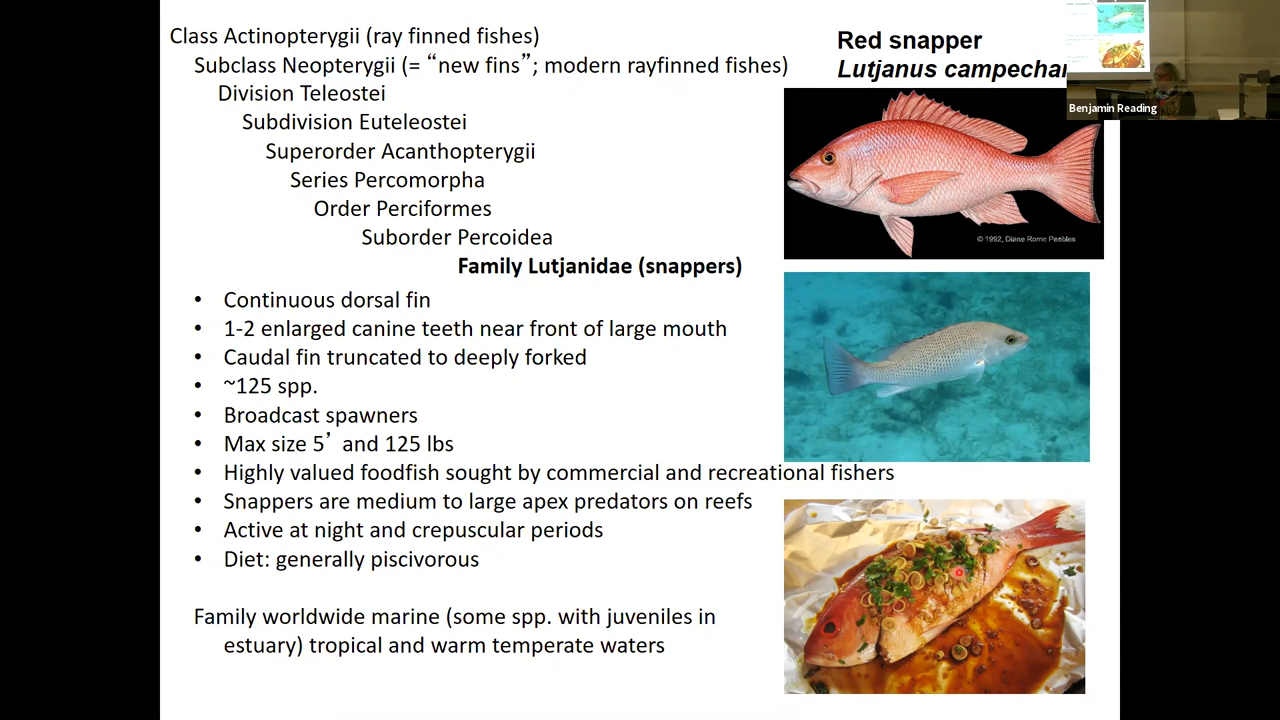 Class Actinopterygii (ray finned fishes)
Subclass Neopterygii (= “new fins”; modern rayfinned fishes)
Division Teleostei
Subdivision Euteleostei
Superorder Acanthopterygii
Series Percomorpha
Order Perciformes
Suborder Percoidea
Family Lutjanidae (snappers)
• Continuous dorsal fin
• 1-2 enlarged canine teeth near front of large mouth
• Caudal fin truncated to deeply forked
• ~125 spp.
• Broadcast spawners
• Max size 5’ and 125 lbs
• Highly valued foodfish sought by commercial and recreational fishers
• Snappers are medium to large apex predators on reefs
• Active at night and crepuscular periods
• Diet: generally piscivorous
Family worldwide marine (some spp. with juveniles in
estuary) tropical and warm temperate waters
Red snapper
Lutjanus campechan
© 1992, Diane Rome Peebles
Benjamin Reading